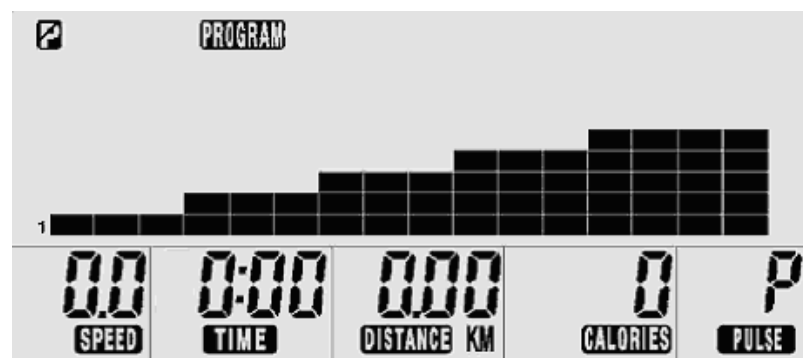 PROGRAM
1
0.0 0:00 0.00 0 P
SPEED TIME DISTANCE KM CALORIES PULSE